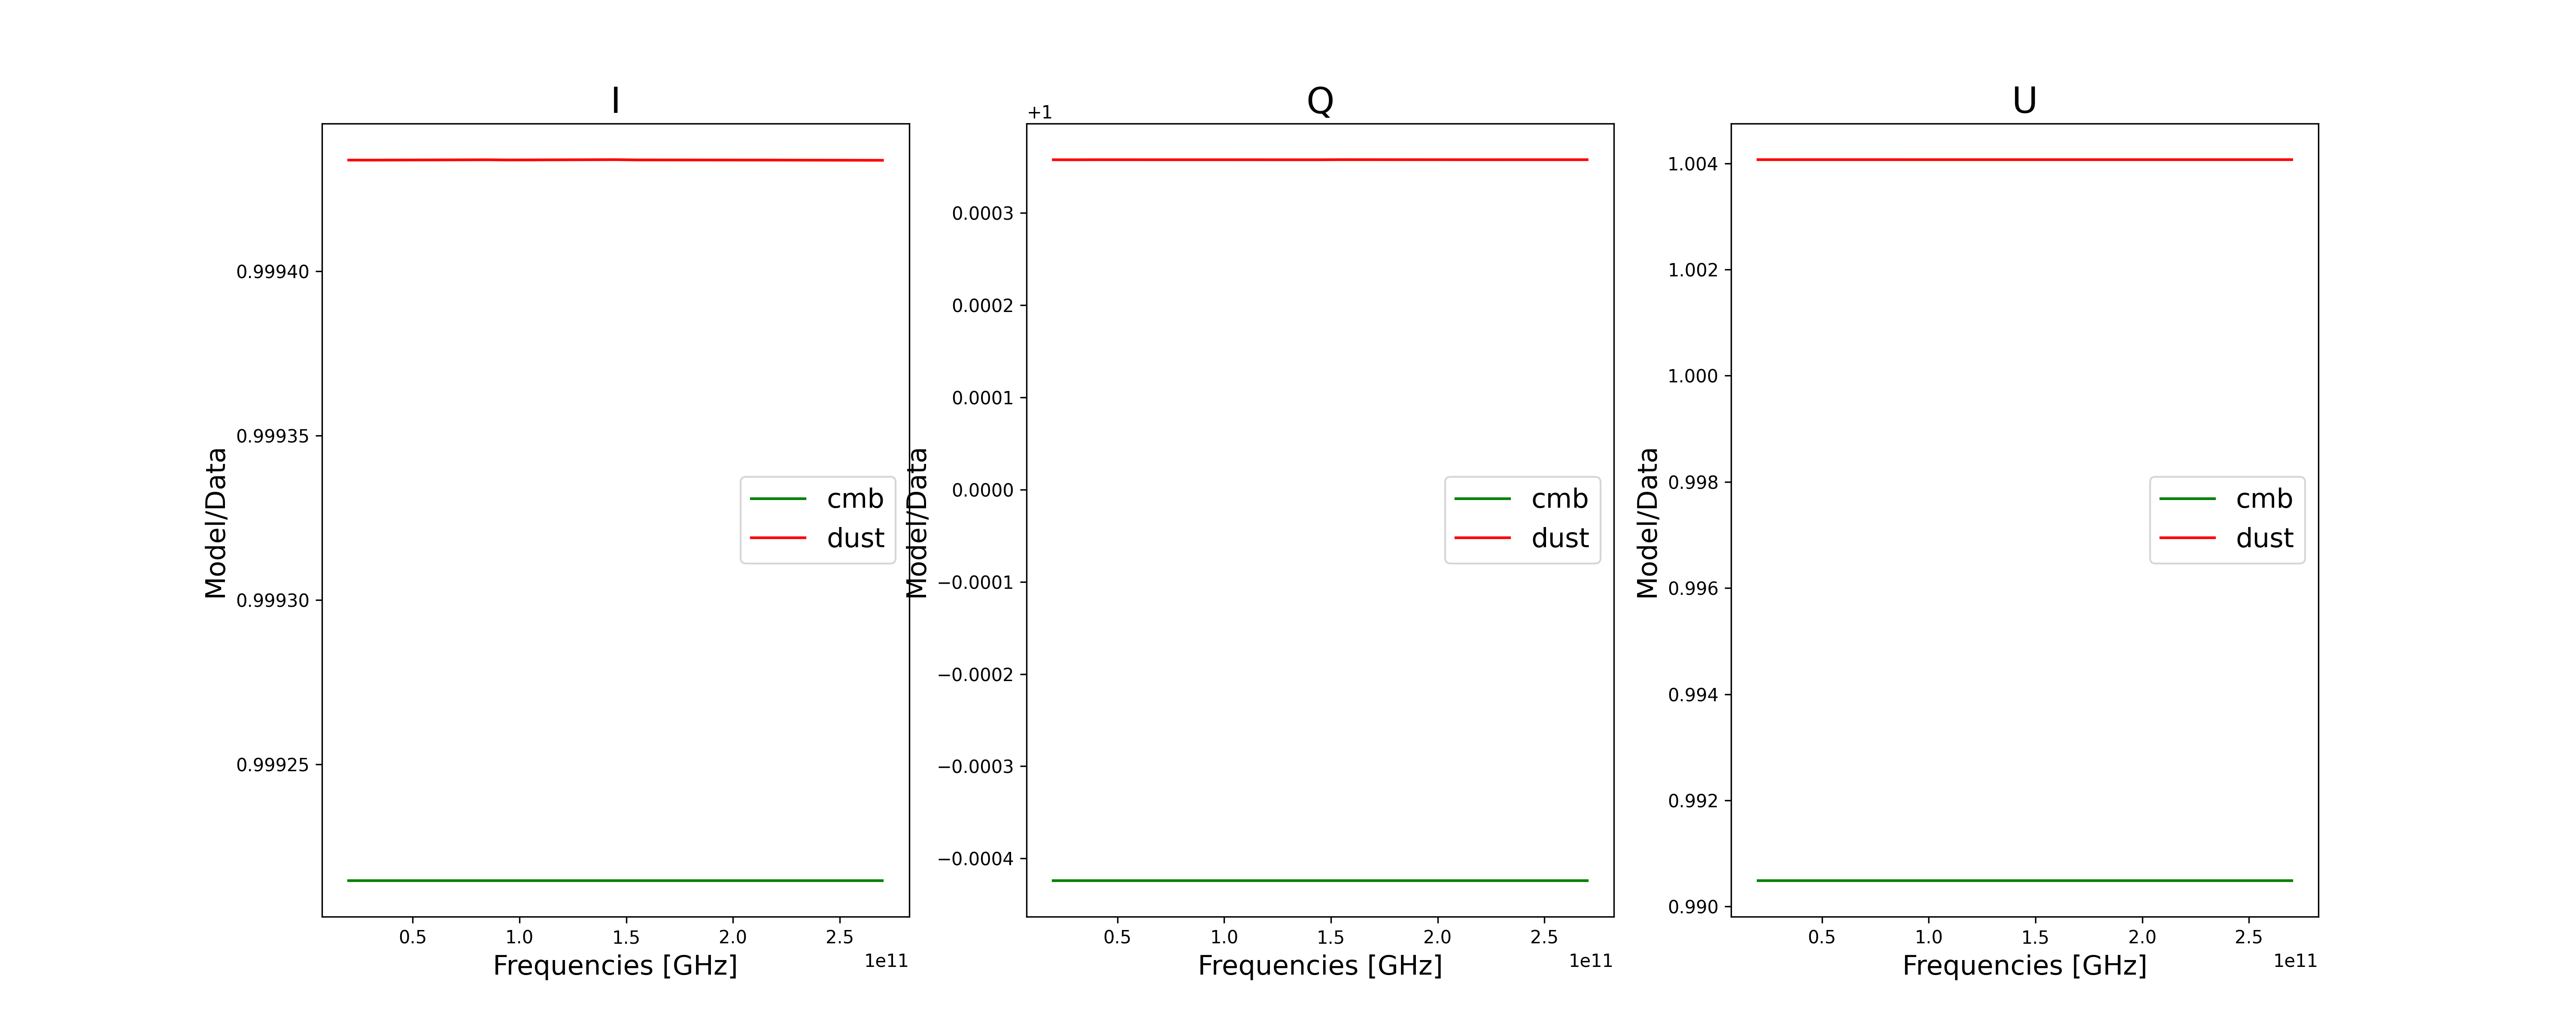 I
Model/Data
0.99940
0.99935
0.99930
0.99925
cmb
dust
0.5 1.0 1.5 2.0 2.5
1e11
Frequencies [GHz]
Q
+1
Model/Data
0.0003
0.0002
0.0001
0.0000
−0.0001
−0.0002
−0.0003
−0.0004
cmb
dust
0.5 1.0 1.5 2.0 2.5
1e11
Frequencies [GHz]
U
Model/Data
1.004
1.002
1.000
0.998
0.996
0.994
0.992
0.990
cmb
dust
0.5 1.0 1.5 2.0 2.5
1e11
Frequencies [GHz]